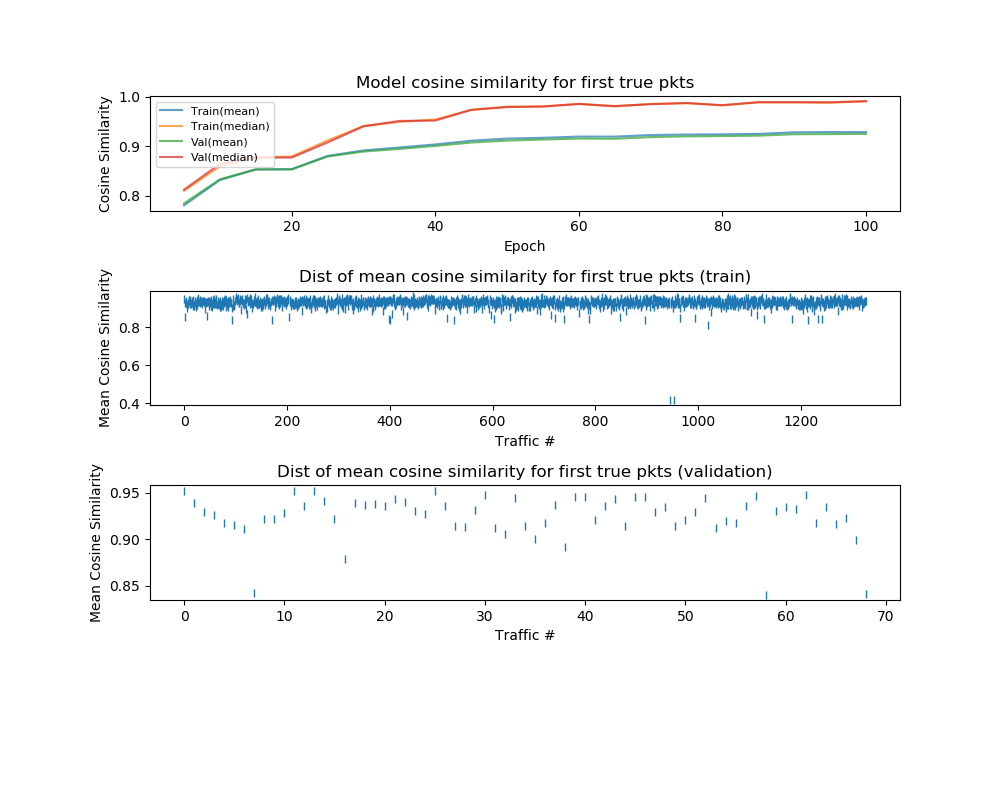 Model cosine similarity for first true pkts
Cosine Similarity
1.0
0.9
0.8
Train(mean)
Train(median)
Val(mean)
Val(median)
20 40 60 80 100
Epoch
Dist of mean cosine similarity for first true pkts (train)
Mean Cosine Similarity
0.8
0.6
0.4
0 200 400 600 800 1000 1200
Traffic #
Dist of mean cosine similarity for first true pkts (validation)
Mean Cosine Similarity
0.95
0.90
0.85
0 10 20 30 40 50 60 70
Traffic #